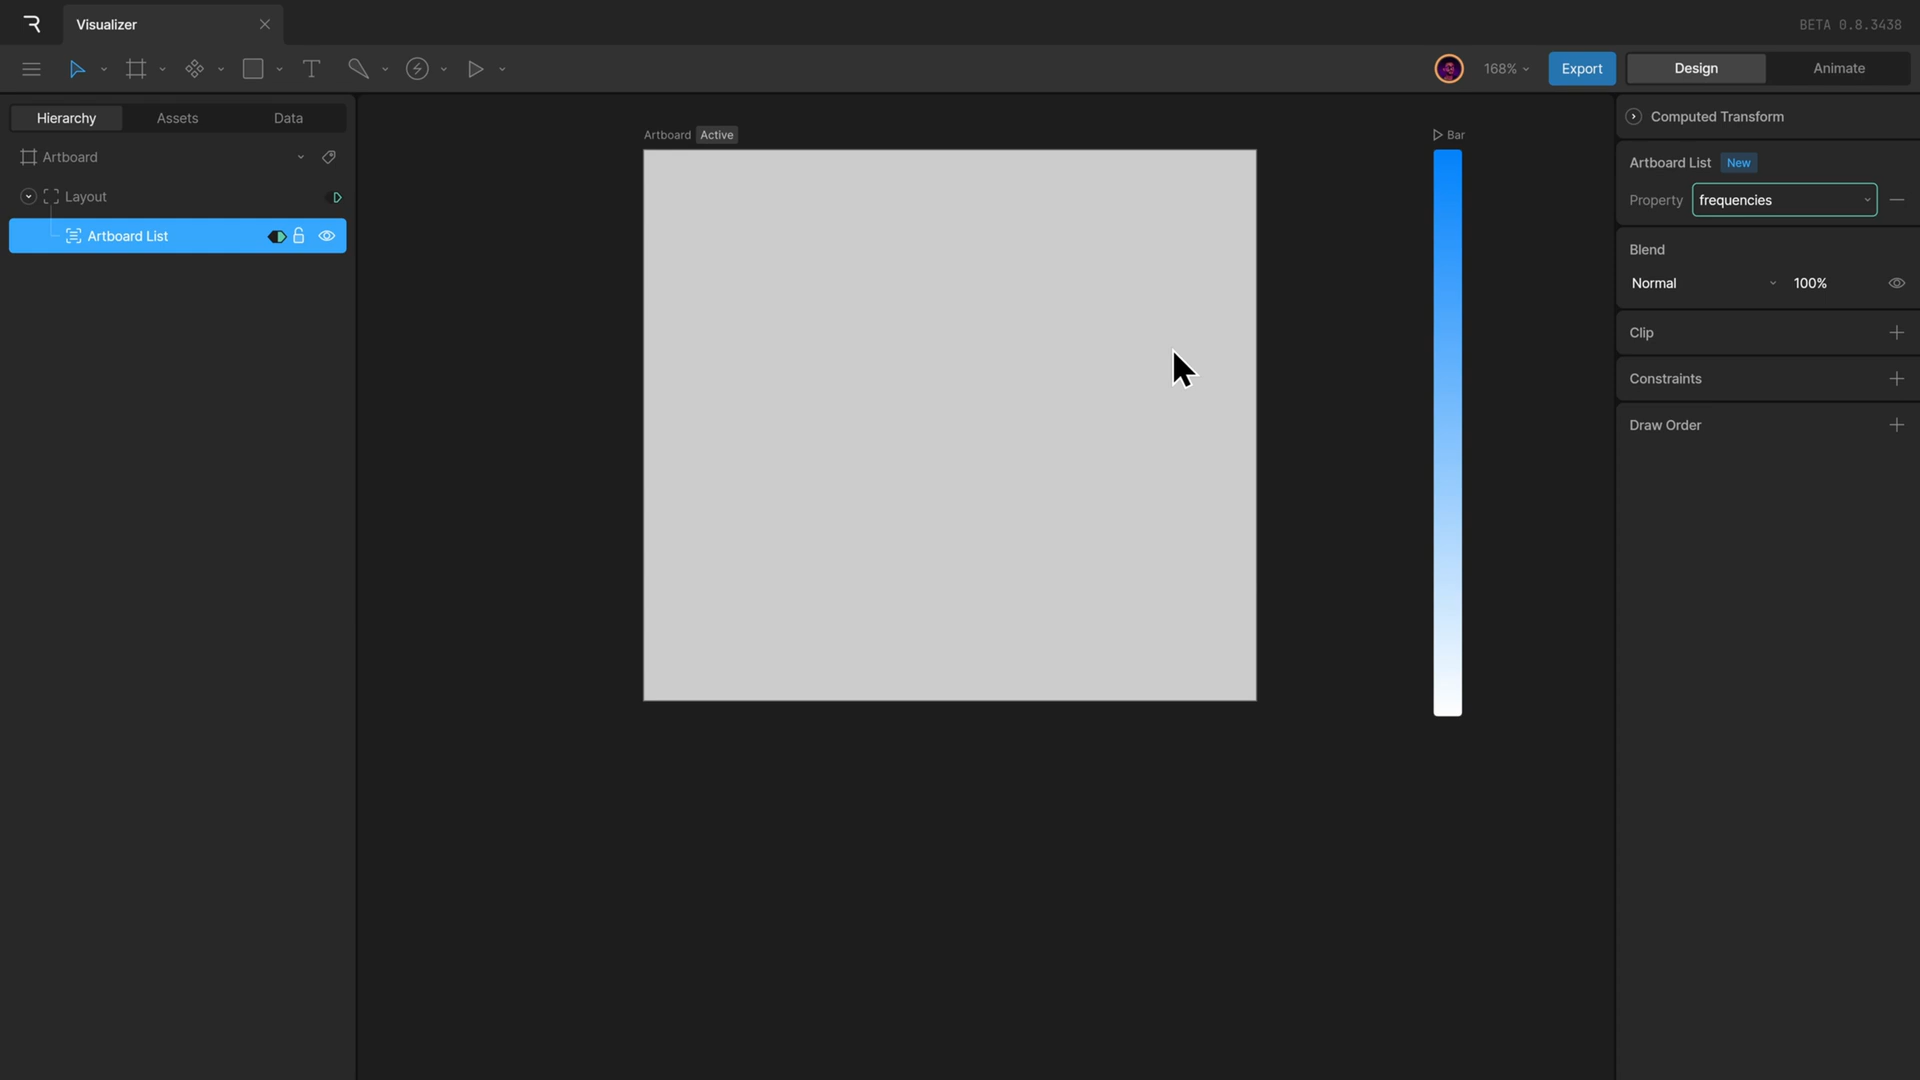 Visualizer
BETA 0.8.3438
168%
Export
Design
Animate
Hierarchy
Assets
Data
Artboard
Layout
Artboard List
Artboard Active
Bar
Computed Transform
Artboard List New
Property frequencies
Blend
Normal 100%
Clip
Constraints
Draw Order